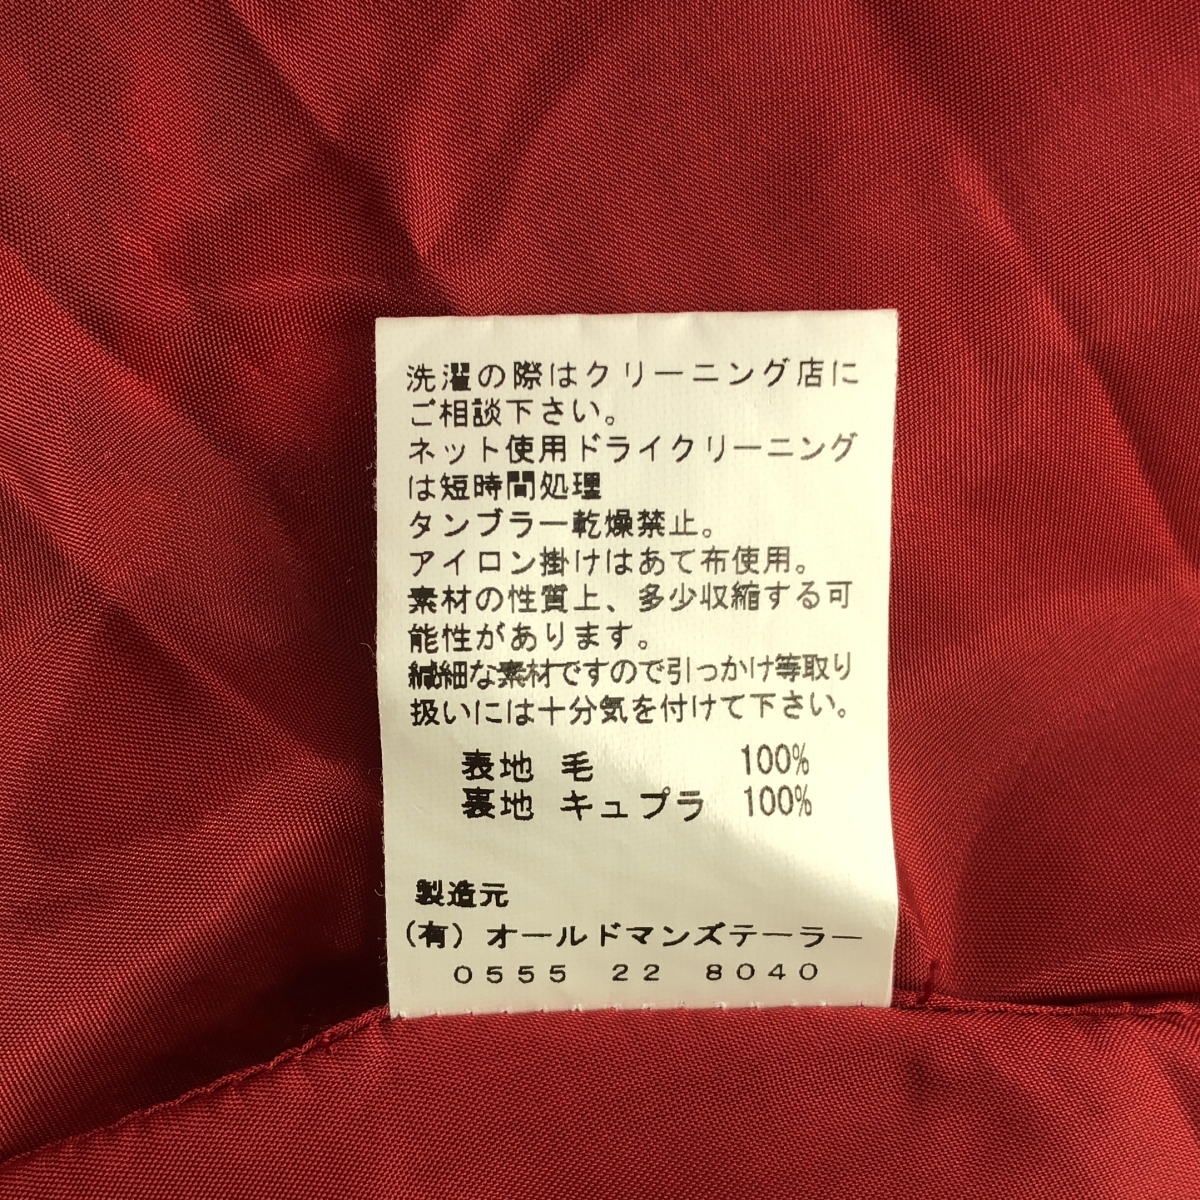 洗濯の際はクリーニング店に
ご相談下さい。
ネット使用ドライクリーニング
は短時間処理
タンブラー乾燥禁止。
アイロン掛けはあて布使用。
素材の性質上、多少収縮する可
能性があります。
繊細な素材ですので引っかけ等取り
扱いには十分気を付けて下さい。
表地 毛 100%
裏地 キュプラ 100%
製造元
(有) オールドマンズテーラー
0555 22 8040